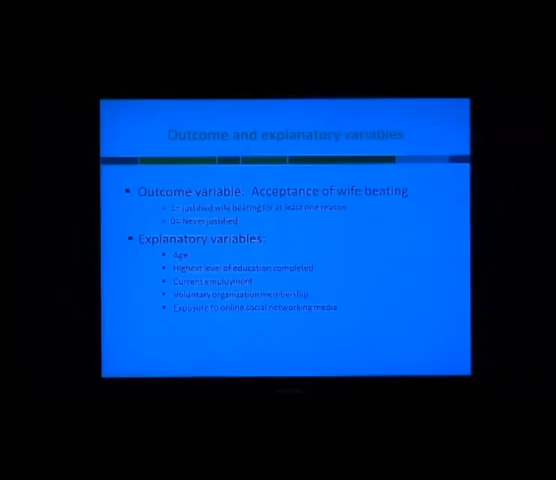 Outcome and explanatory variables
Outcome variable: Acceptance of wife beating
1= justified wife beating for at least one reason
0= Never justified
Explanatory variables:
Age
Highest level of education completed
Current employment
Voluntary organization membership
Exposure to online social networking media